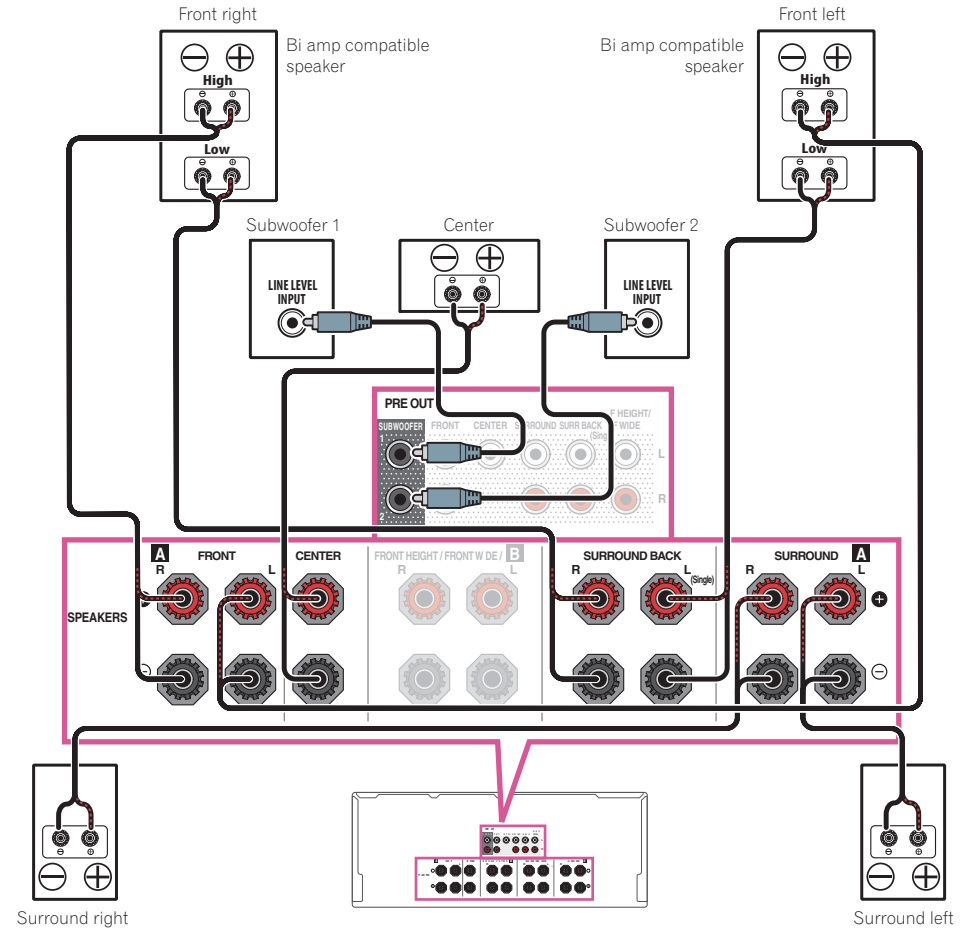 Front right
Front left
Bi amp compatible
speaker
Bi amp compatible
speaker
High
High
Low
Low
Subwoofer 1
Center
Subwoofer 2
LINE LEVEL
INPUT
LINE LEVEL
INPUT
PRE OUT
F HEIGHT/
SUBWOOFER FRONT CENTER SURR BACK F WIDE
1
L
R
2
A FRONT CENTER FRONT HEIGHT / FRONT W DE / B SURROUND BACK SURROUND A
R L R L R L (Single) R L
SPEAKERS
Surround right
Surround left